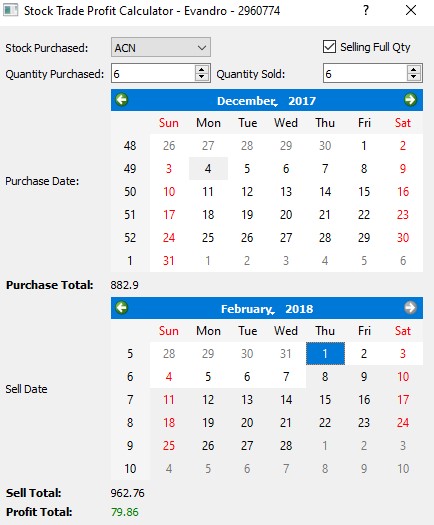 Stock Trade Profit Calculator - Evandro - 2960774 ?
Stock Purchased: ACN Selling Full Qty
Quantity Purchased: 6 Quantity Sold: 6
December, 2017
Sun Mon Tue Wed Thu Fri Sat
48 26 27 28 29 30 1 2
49 3 4 5 6 7 8 9
50 10 11 12 13 14 15 16
51 17 18 19 20 21 22 23
52 24 25 26 27 28 29 30
1 31 1 2 3 4 5 6
Purchase Date:
Purchase Total: 882.9
February, 2018
Sun Mon Tue Wed Thu Fri Sat
5 28 29 30 31 1 2 3
6 4 5 6 7 8 9 10
7 11 12 13 14 15 16 17
8 18 19 20 21 22 23 24
9 25 26 27 28 1 2 3
10 4 5 6 7 8 9 10
Sell Date
Sell Total: 962.76
Profit Total: 79.86